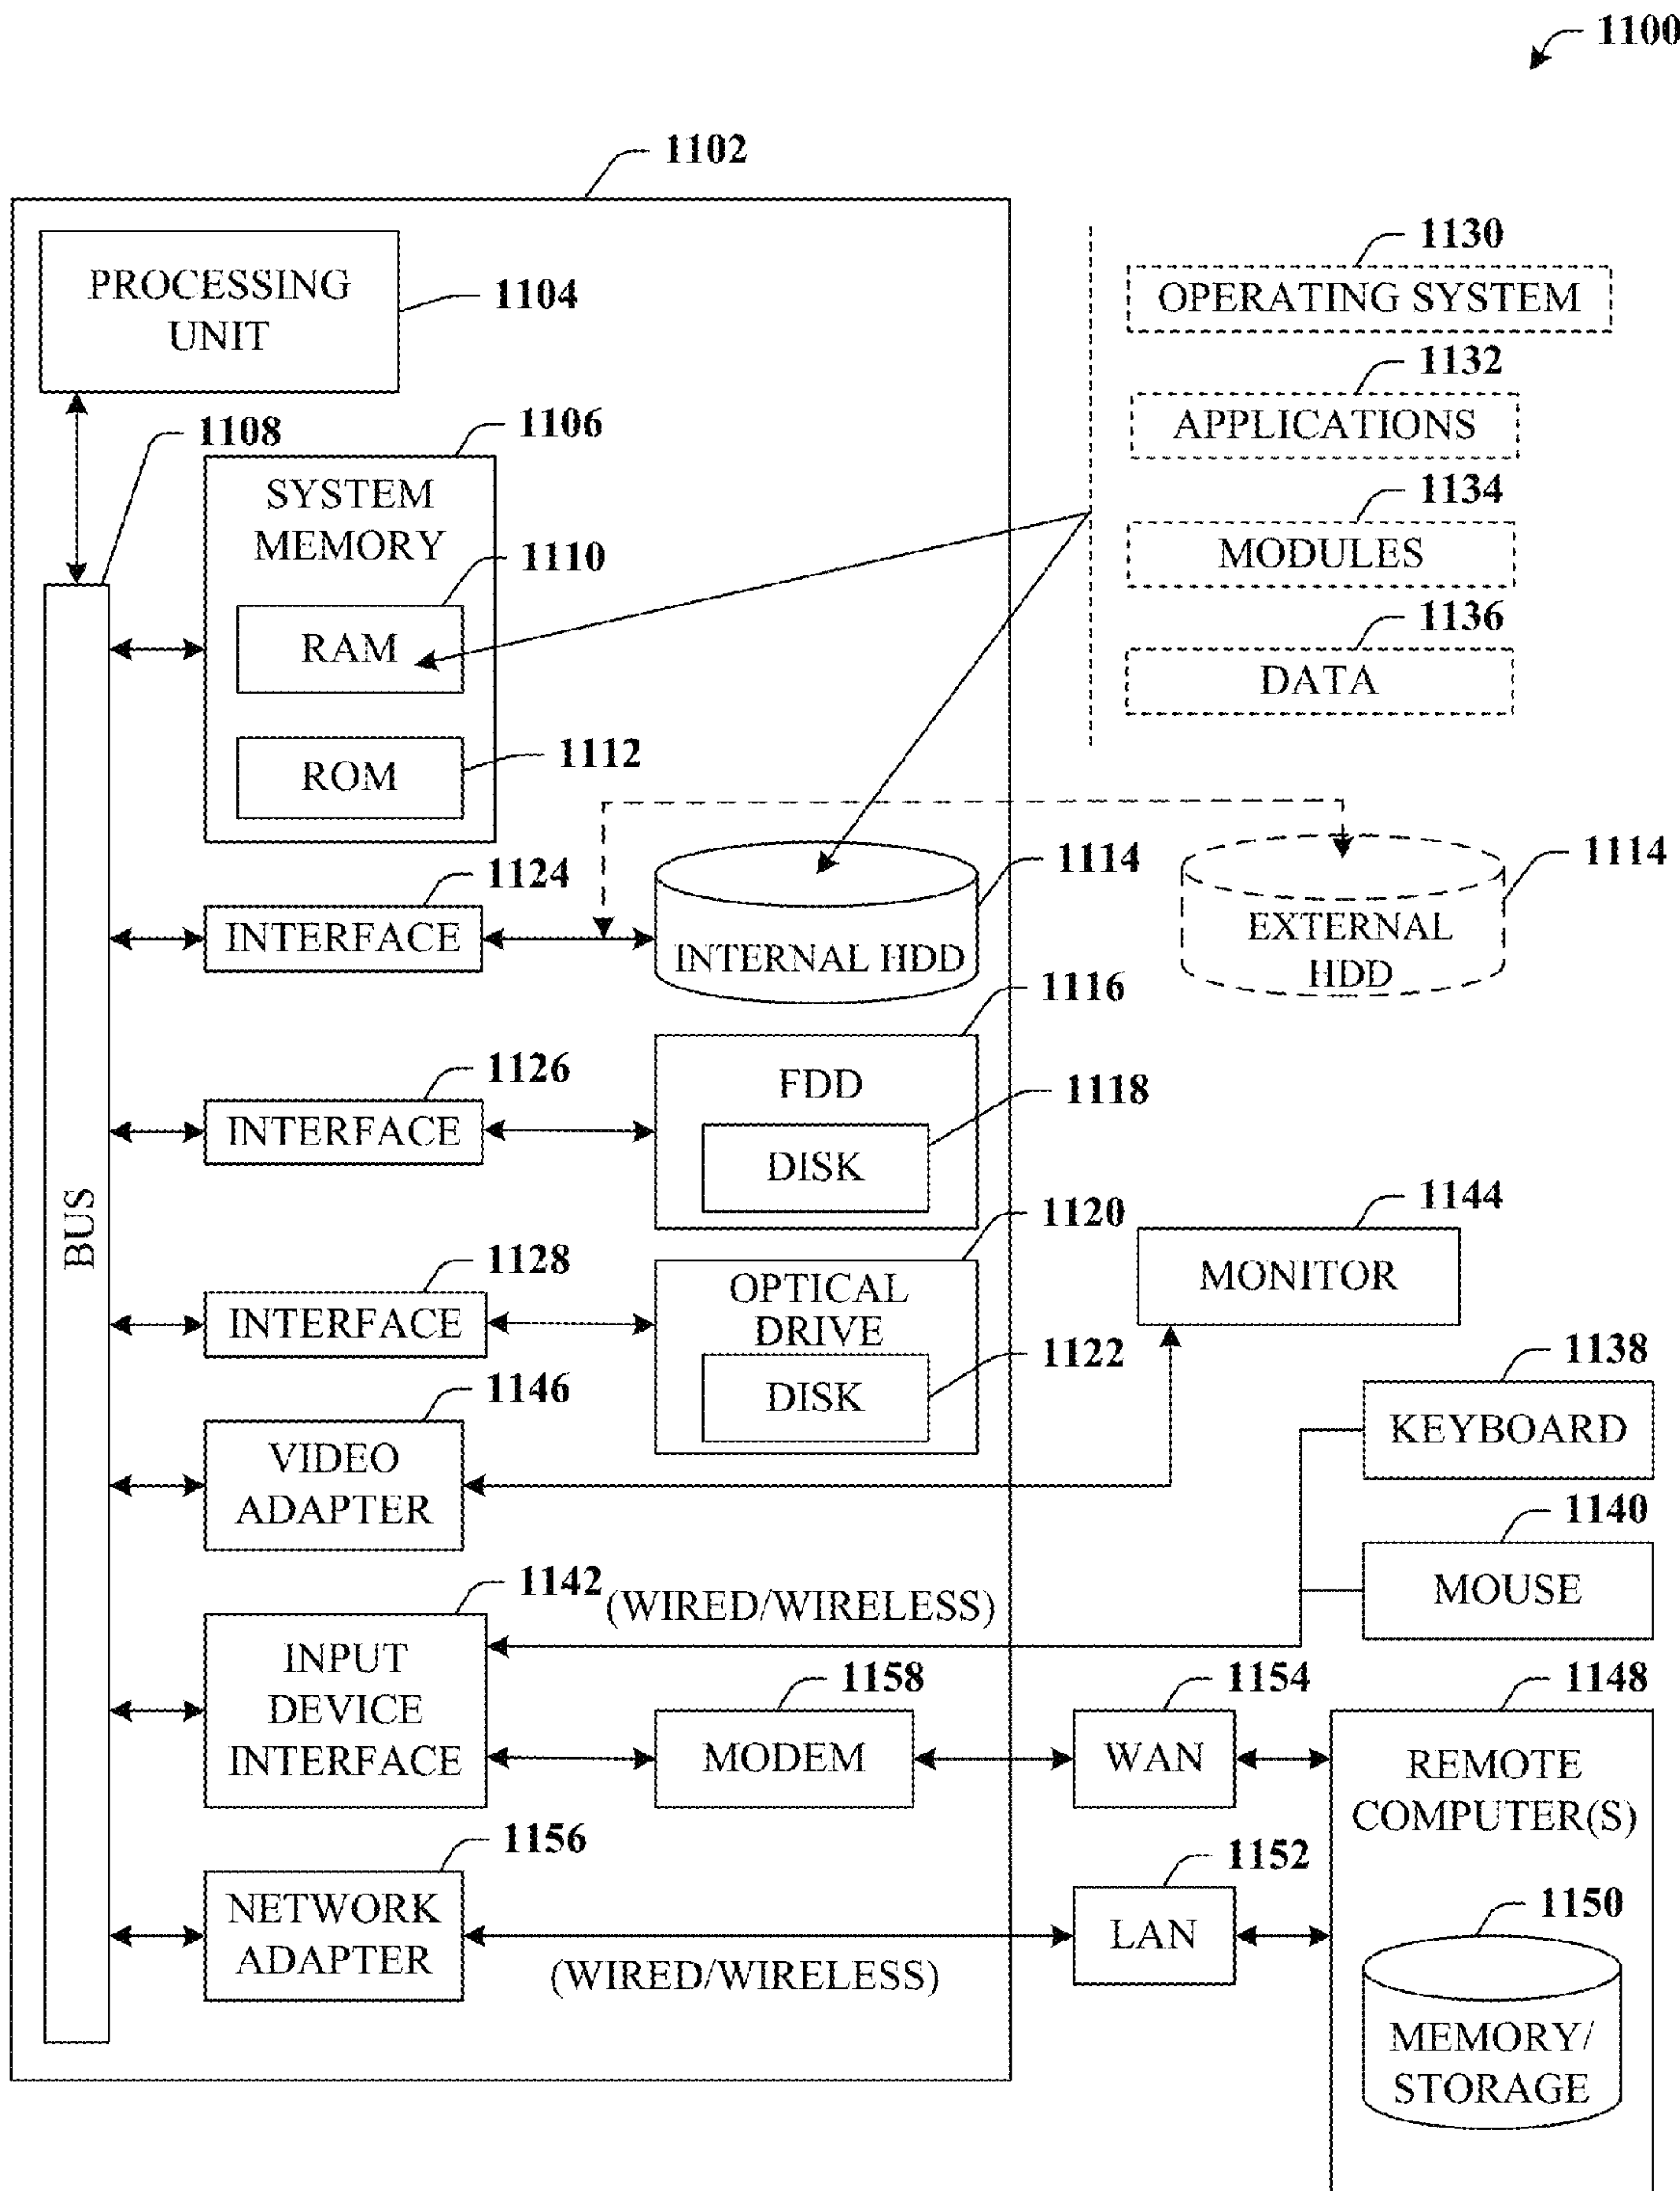 1100
1102
PROCESSING
UNIT
1104
1108
1106
SYSTEM
MEMORY
1110
RAM
1112
ROM
1130
OPERATING SYSTEM
1132
APPLICATIONS
1134
MODULES
1136
DATA
BUS
1124
INTERFACE
1114
INTERNAL HDD
1114
EXTERNAL
HDD
1126
INTERFACE
1116
FDD
1118
DISK
1128
INTERFACE
1120
OPTICAL
DRIVE
1122
DISK
1144
MONITOR
1146
VIDEO
ADAPTER
1138
KEYBOARD
1140
MOUSE
1142
(WIRED/WIRELESS)
INPUT
DEVICE
INTERFACE
1158
MODEM
1154
WAN
1148
REMOTE
COMPUTER(S)
1156
NETWORK
ADAPTER
(WIRED/WIRELESS)
1152
LAN
1150
MEMORY/
STORAGE